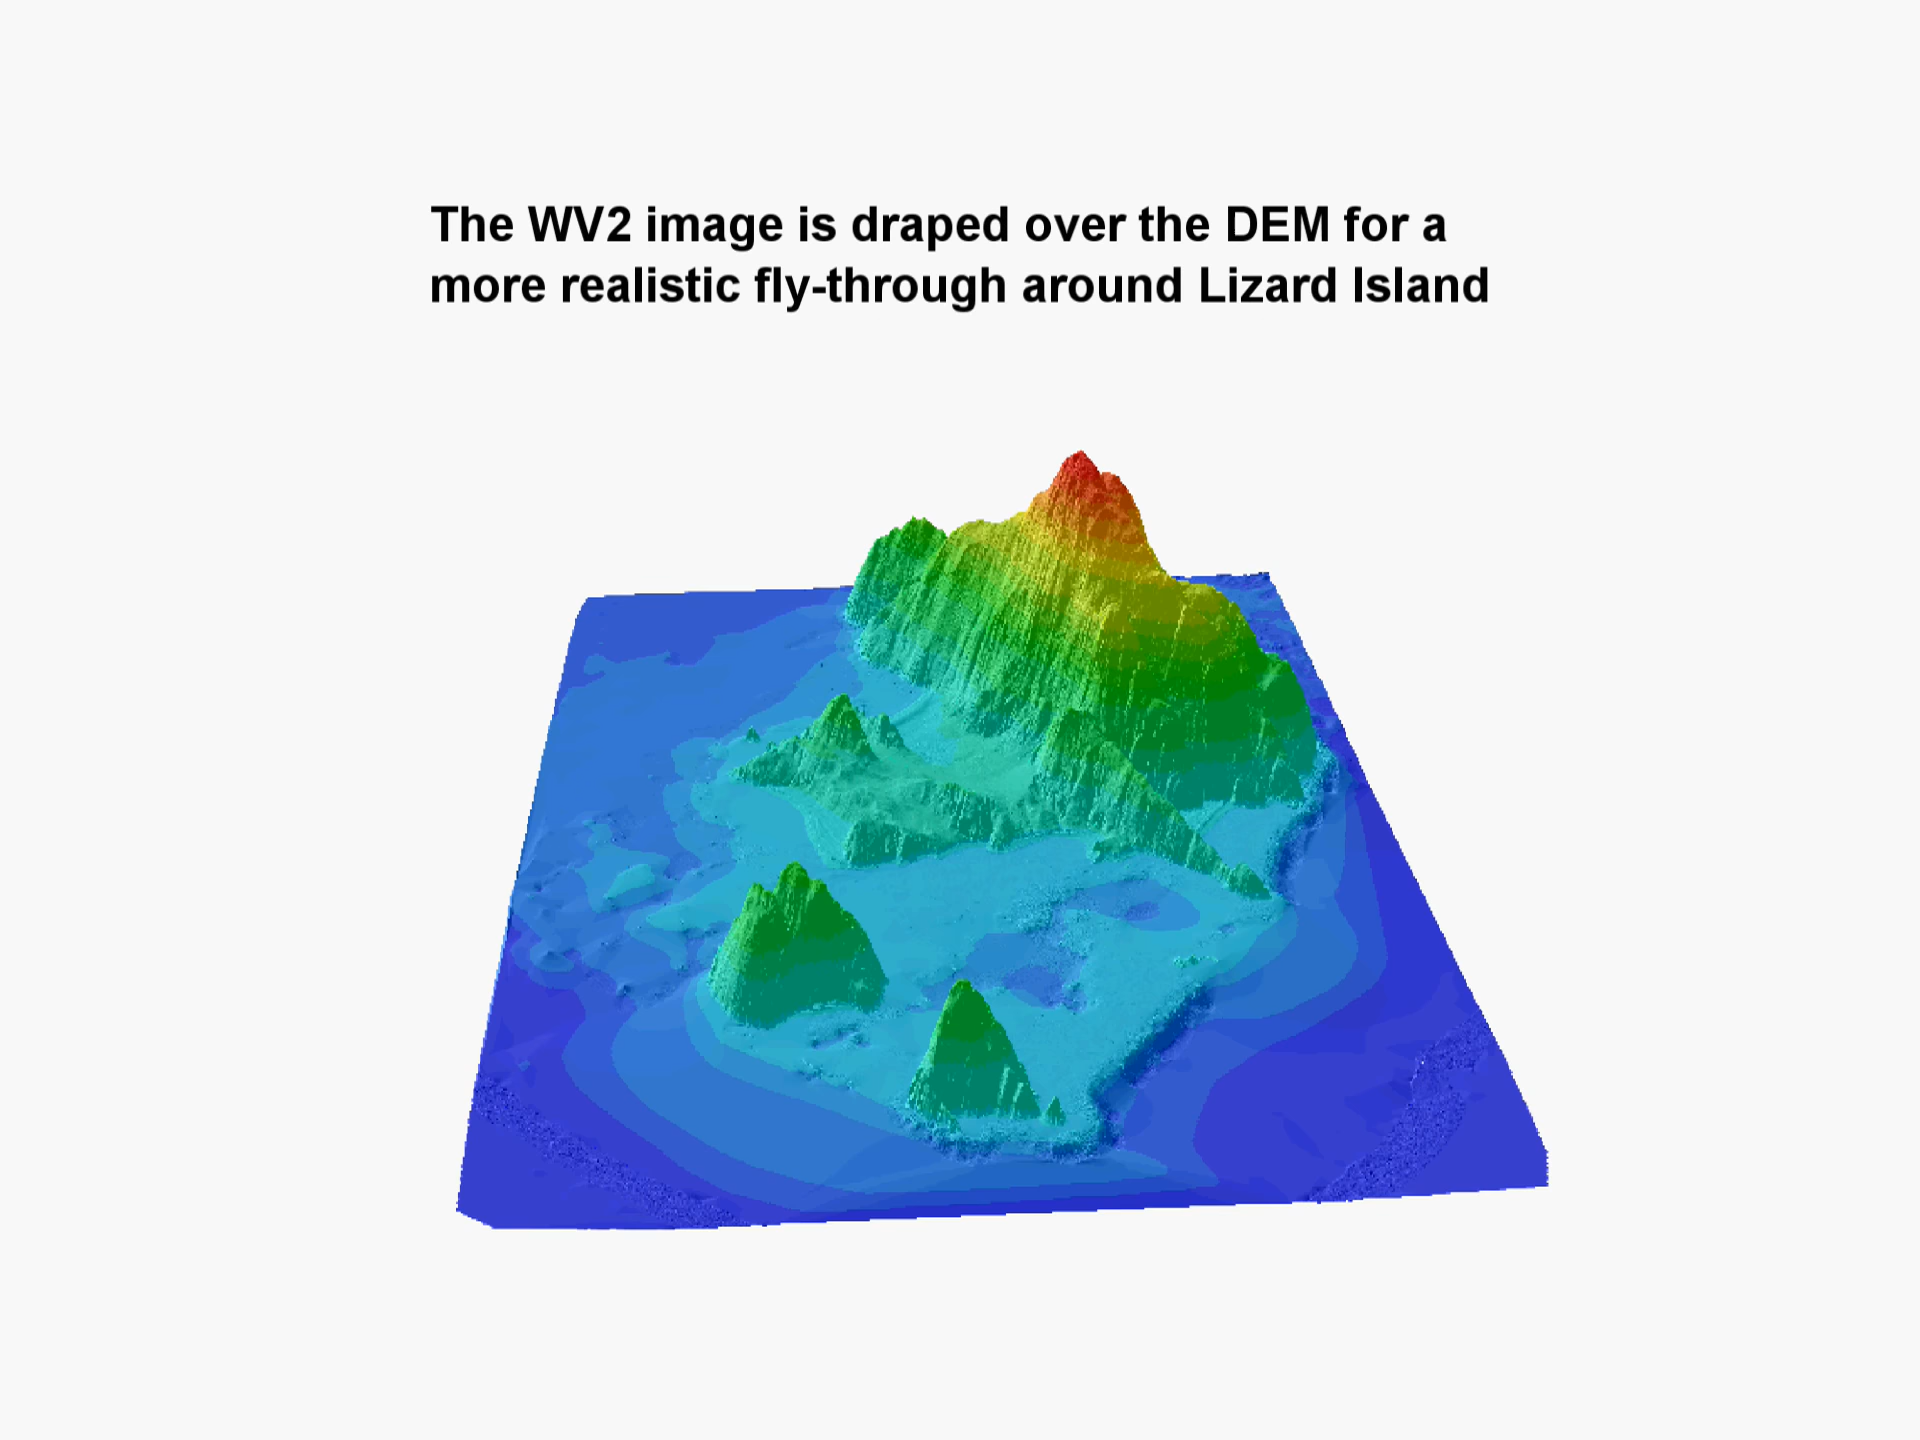 The WV2 image is draped over the DEM for a
more realistic fly-through around Lizard Island